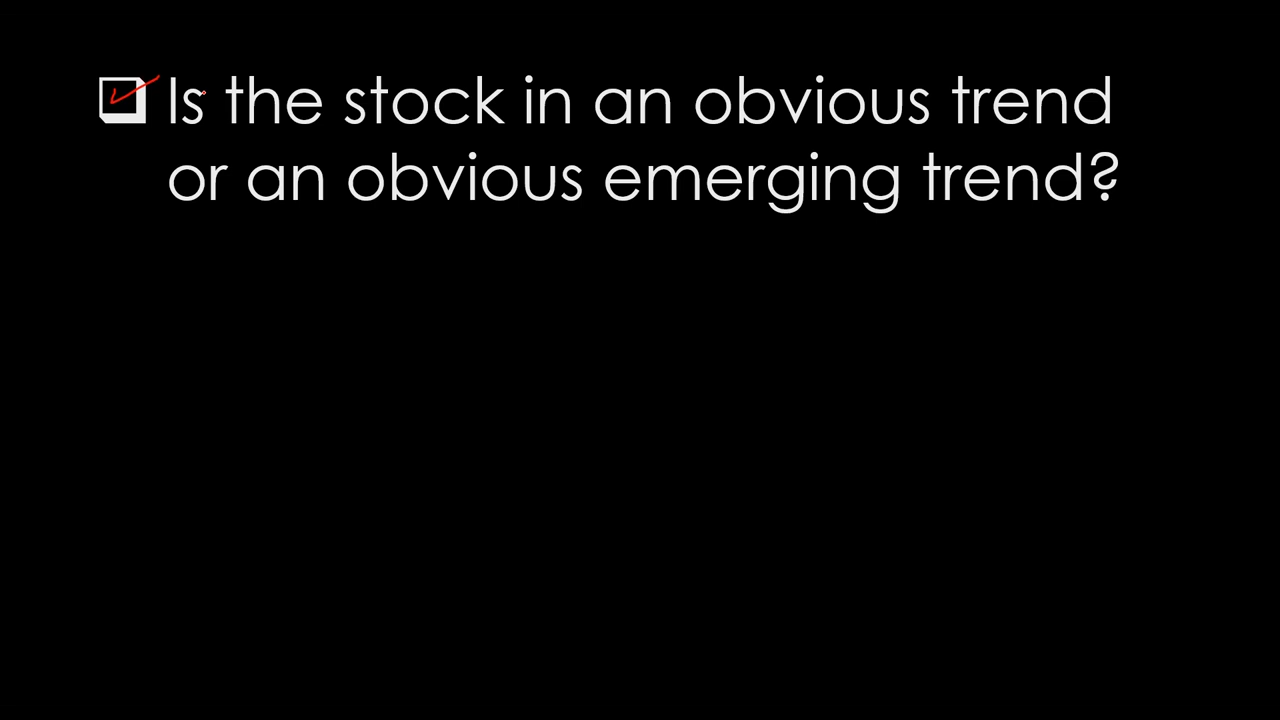 Is the stock in an obvious trend
or an obvious emerging trend?